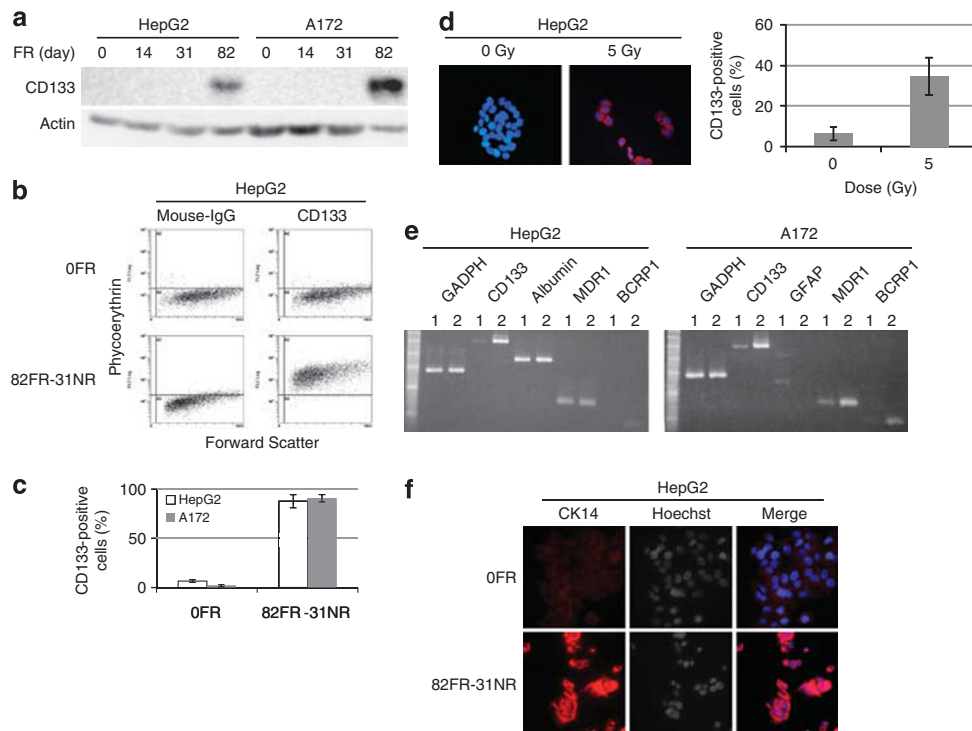 a
HepG2 A172
FR (day) 0 14 31 82 0 14 31 82
CD133
Actin
b
HepG2
Mouse-IgG CD133
0FR
82FR-31NR
Phycoerythrin
Forward Scatter
c
CD133-positive cells (%)
100
50
0
HepG2
A172
0FR 82FR-31NR
d
HepG2
0 Gy 5 Gy
CD133-positive cells (%)
60
40
20
0
0 5
Dose (Gy)
e
HepG2 A172
GADPH CD133 Albumin MDR1 BCRP1 GADPH CD133 GFAP MDR1 BCRP1
1 2 1 2 1 2 1 2 1 2 1 2 1 2 1 2 1 2 1 2
f
HepG2
CK14 Hoechst Merge
0FR
82FR-31NR